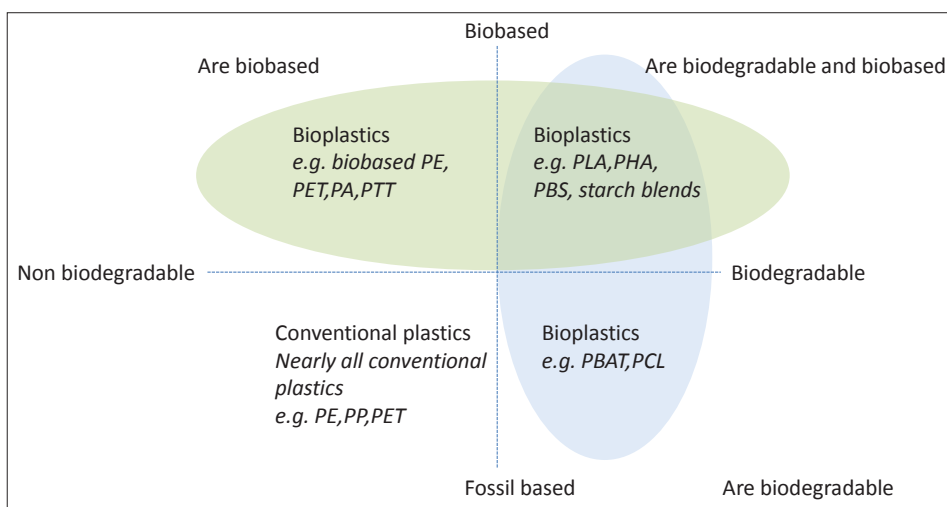 Biobased
Are biobased
Are biodegradable and biobased
Bioplastics
e.g. biobased PE,
PET,PA,PTT
Bioplastics
e.g. PLA,PHA,
PBS, starch blends
Non biodegradable
Biodegradable
Conventional plastics
Nearly all conventional
plastics
e.g. PE,PP,PET
Bioplastics
e.g. PBAT,PCL
Fossil based
Are biodegradable